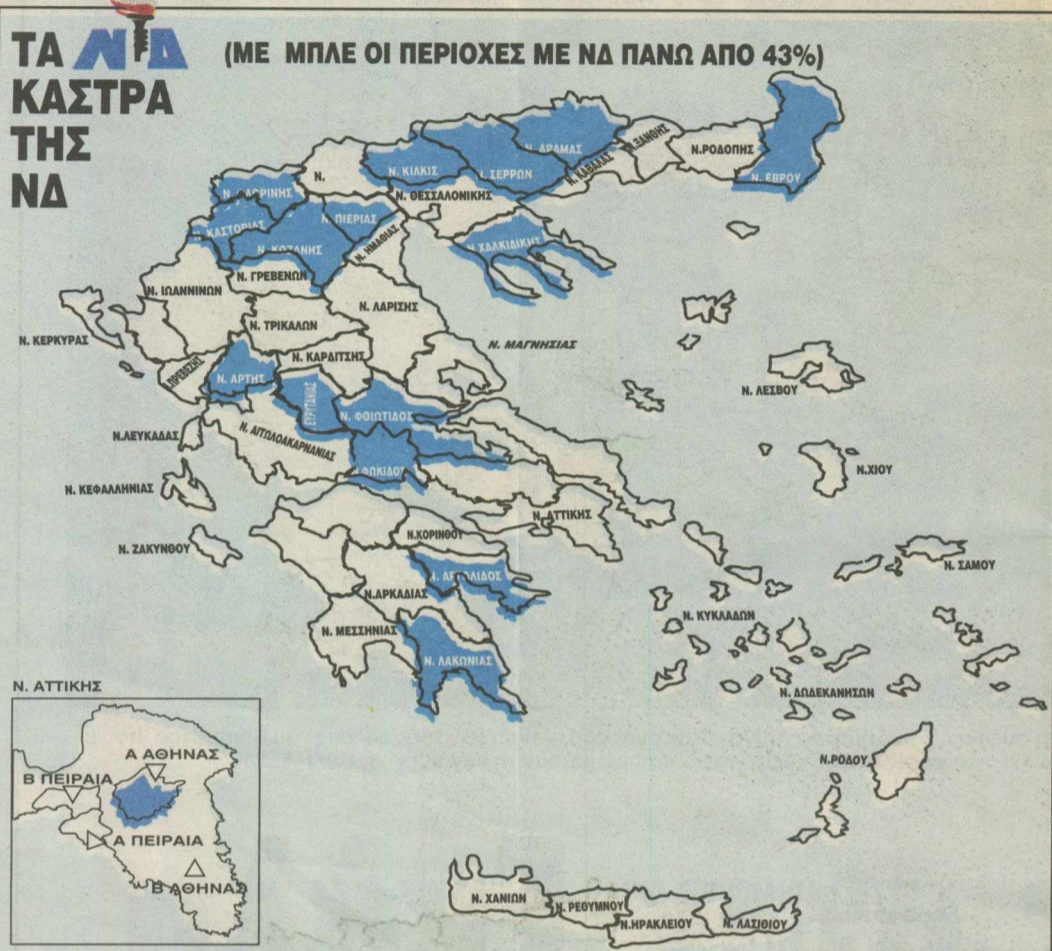 ΤΑ ΝΔ
ΚΑΣΤΡΑ
ΤΗΣ
ΝΔ
(ΜΕ ΜΠΛΕ ΟΙ ΠΕΡΙΟΧΕΣ ΜΕ ΝΔ ΠΑΝΩ ΑΠΟ 43%)
Ν. ΔΡΑΜΑΣ
Ν. ΞΑΝΘΗΣ
Ν.ΡΟΔΟΠΗΣ
Ν. ΕΒΡΟΥ
Ν. ΚΙΛΚΙΣ
Ν. ΣΕΡΡΩΝ
Ν. ΚΑΒΑΛΑΣ
Ν.
Ν. ΦΛΩΡΙΝΗΣ
Ν. ΘΕΣΣΑΛΟΝΙΚΗΣ
Ν. ΠΙΕΡΙΑΣ
Ν. ΚΑΣΤΟΡΙΑΣ
Ν. ΚΟΖΑΝΗΣ
Ν. ΗΜΑΘΙΑΣ
Ν. ΧΑΛΚΙΔΙΚΗΣ
Ν. ΓΡΕΒΕΝΩΝ
Ν. ΙΩΑΝΝΙΝΩΝ
Ν. ΛΑΡΙΣΗΣ
Ν. ΤΡΙΚΑΛΩΝ
Ν. ΚΕΡΚΥΡΑΣ
Ν. ΜΑΓΝΗΣΙΑΣ
Ν. ΚΑΡΔΙΤΣΗΣ
ΠΡΕΒΕΖΗΣ
Ν. ΑΡΤΗΣ
Ν. ΛΕΣΒΟΥ
ΕΥΡΥΤΑΝΙΑΣ
Ν. ΦΘΙΩΤΙΔΟΣ
Ν.ΛΕΥΚΑΔΑΣ
Ν. ΑΙΤΩΛΟΑΚΑΡΝΑΝΙΑΣ
ΦΩΚΙΔΟΣ
Ν.ΧΙΟΥ
Ν. ΚΕΦΑΛΛΗΝΙΑΣ
Ν. ΑΤΤΙΚΗΣ
Ν.ΚΟΡΙΝΘΟΥ
Ν. ΖΑΚΥΝΘΟΥ
Ν. ΣΑΜΟΥ
Ν. ΑΡΓΟΛΙΔΟΣ
Ν.ΑΡΚΑΔΙΑΣ
Ν. ΚΥΚΛΑΔΩΝ
Ν. ΜΕΣΣΗΝΙΑΣ
Ν. ΛΑΚΩΝΙΑΣ
Ν. ΔΩΔΕΚΑΝΗΣΩΝ
Ν.ΡΟΔΟΥ
Ν. ΑΤΤΙΚΗΣ
Α ΑΘΗΝΑΣ
Β ΠΕΙΡΑΙΑ
Α ΠΕΙΡΑΙΑ
Β ΑΘΗΝΑΣ
Ν. ΧΑΝΙΩΝ
Ν. ΡΕΘΥΜΝΟΥ
Ν.ΗΡΑΚΛΕΙΟΥ
Ν. ΛΑΣΙΘΙΟΥ